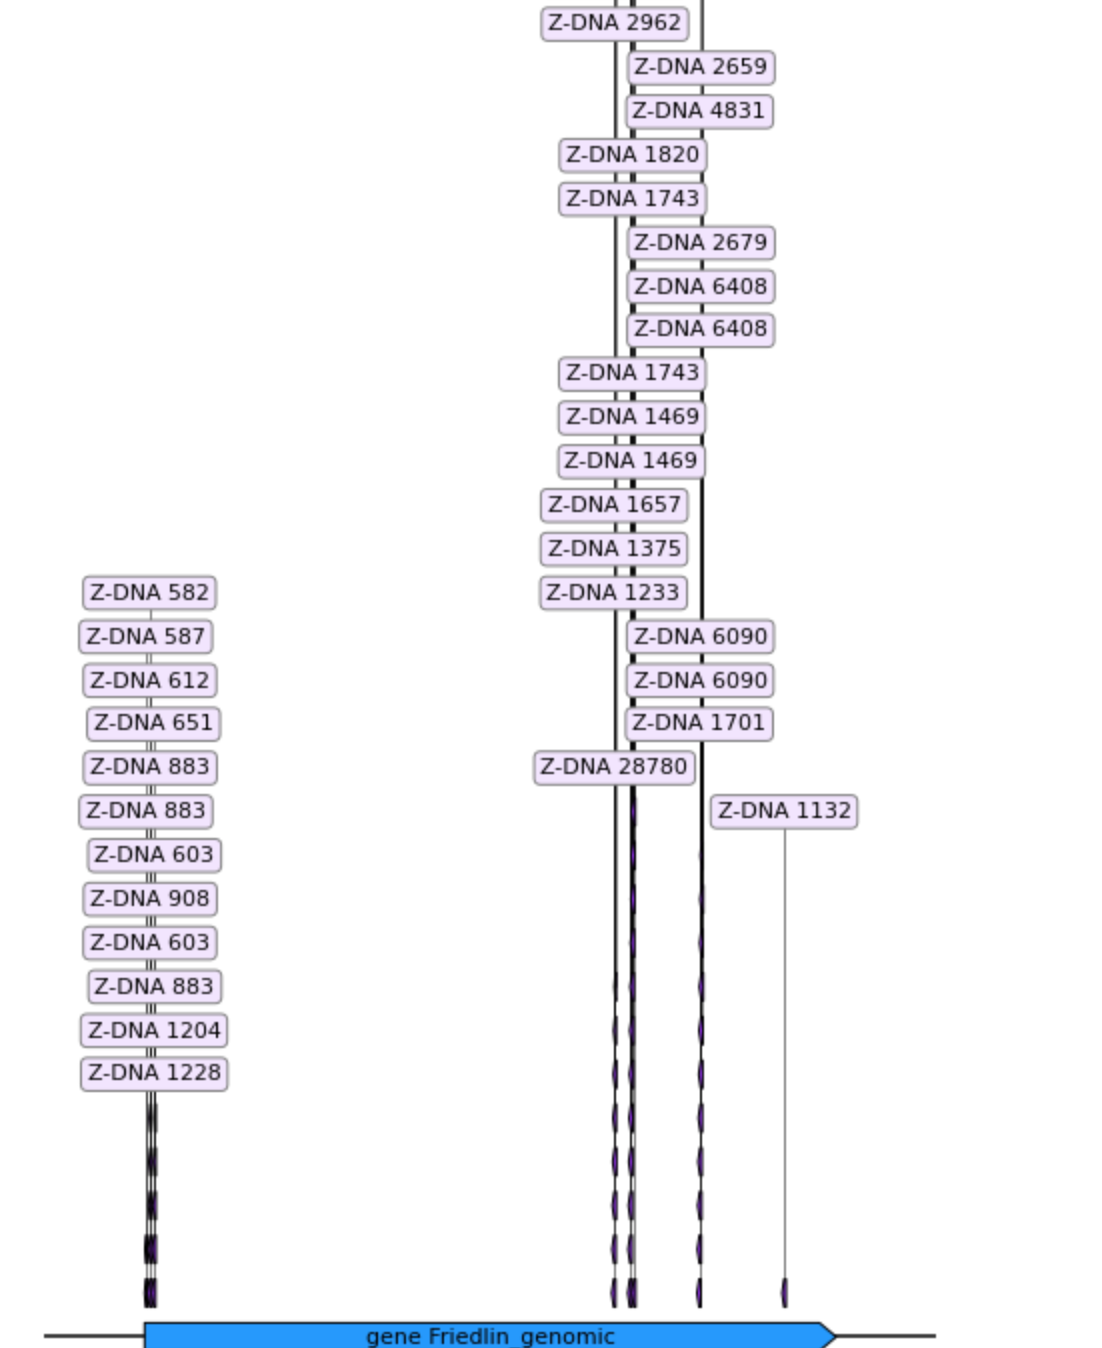 Z-DNA 2962
Z-DNA 2659
Z-DNA 4831
Z-DNA 1820
Z-DNA 1743
Z-DNA 2679
Z-DNA 6408
Z-DNA 6408
Z-DNA 1743
Z-DNA 1469
Z-DNA 1469
Z-DNA 1657
Z-DNA 1375
Z-DNA 582
Z-DNA 1233
Z-DNA 587
Z-DNA 6090
Z-DNA 612
Z-DNA 6090
Z-DNA 651
Z-DNA 1701
Z-DNA 883
Z-DNA 28780
Z-DNA 883
Z-DNA 1132
Z-DNA 603
Z-DNA 908
Z-DNA 603
Z-DNA 883
Z-DNA 1204
Z-DNA 1228
gene Friedlin_genomic